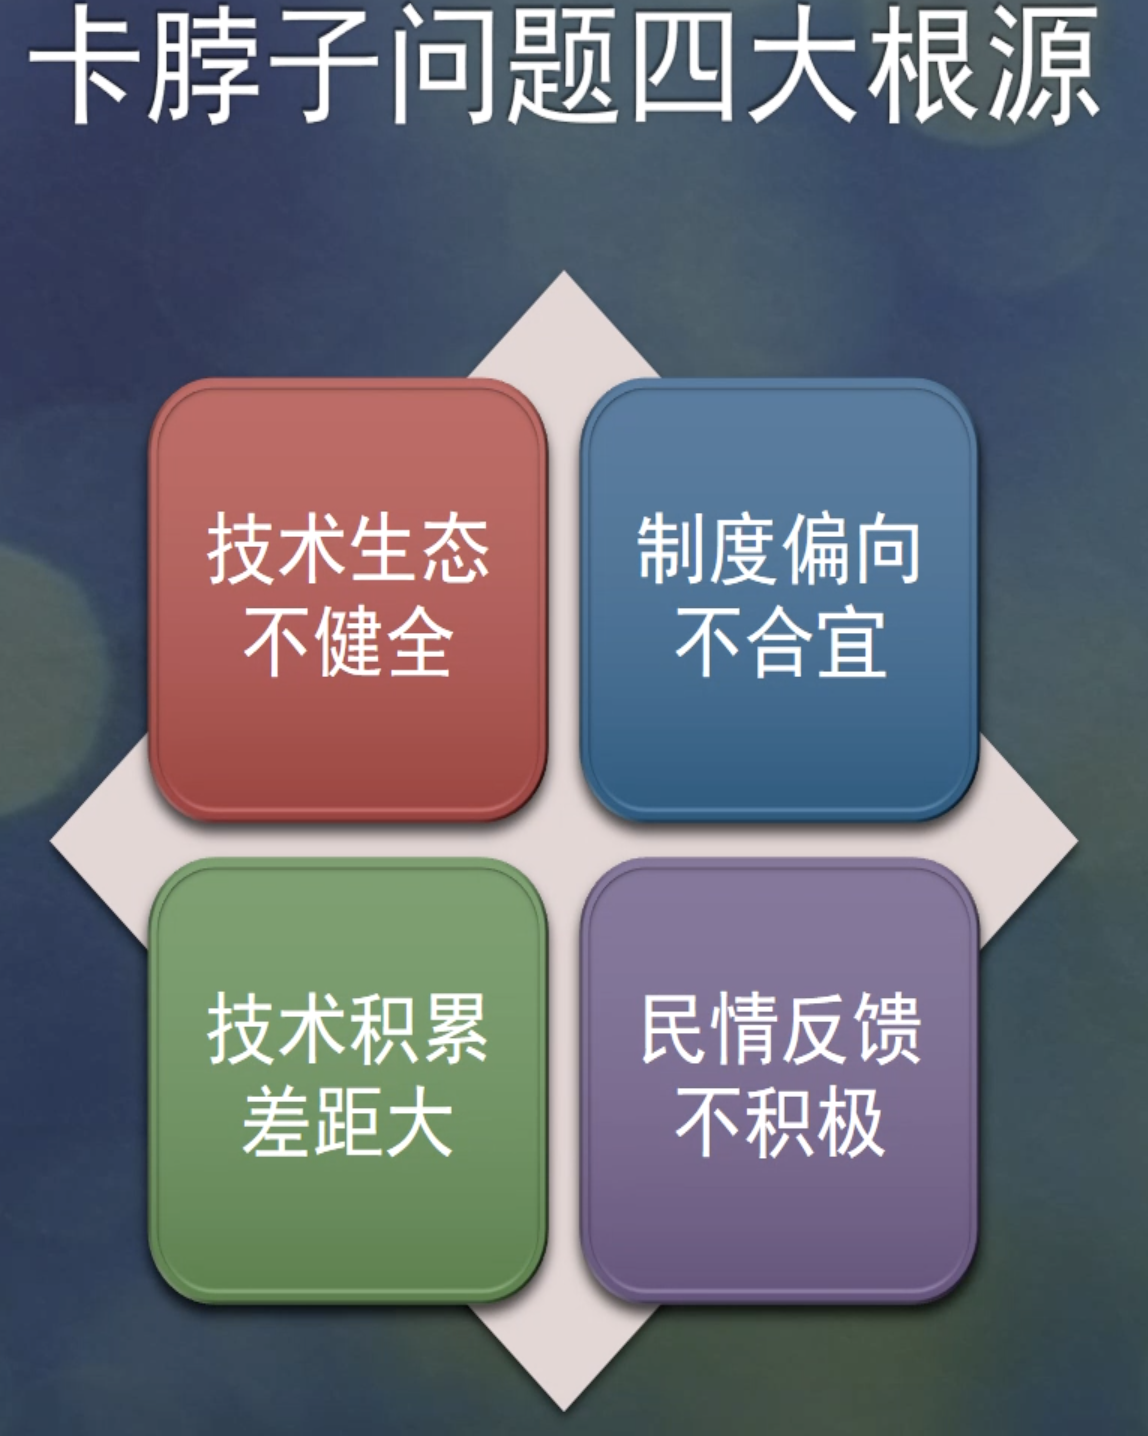 卡脖子问题四大根源
技术生态
不健全
制度偏向
不合宜
技术积累
差距大
民情反馈
不积极